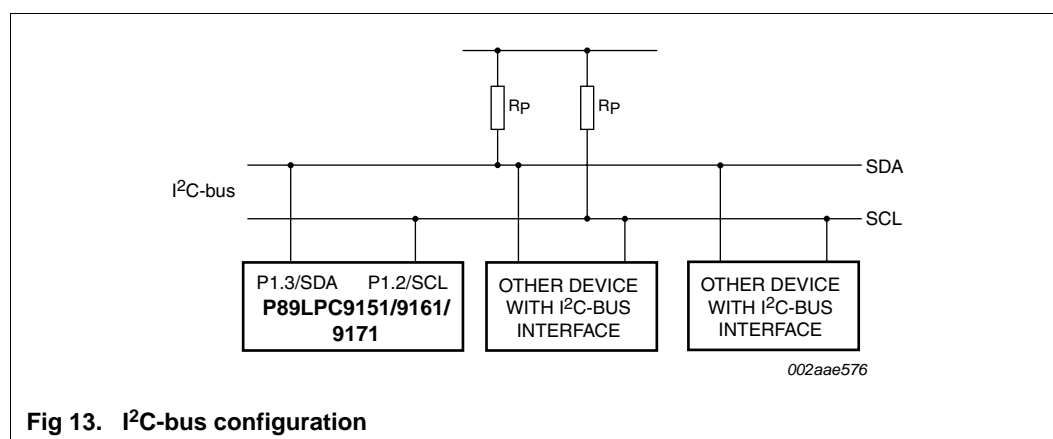 RP
RP
SDA
I²C-bus
SCL
P1.3/SDA P1.2/SCL
P89LPC9151/9161/
9171
OTHER DEVICE
WITH I²C-BUS
INTERFACE
OTHER DEVICE
WITH I²C-BUS
INTERFACE
002aae576
Fig 13. I²C-bus configuration